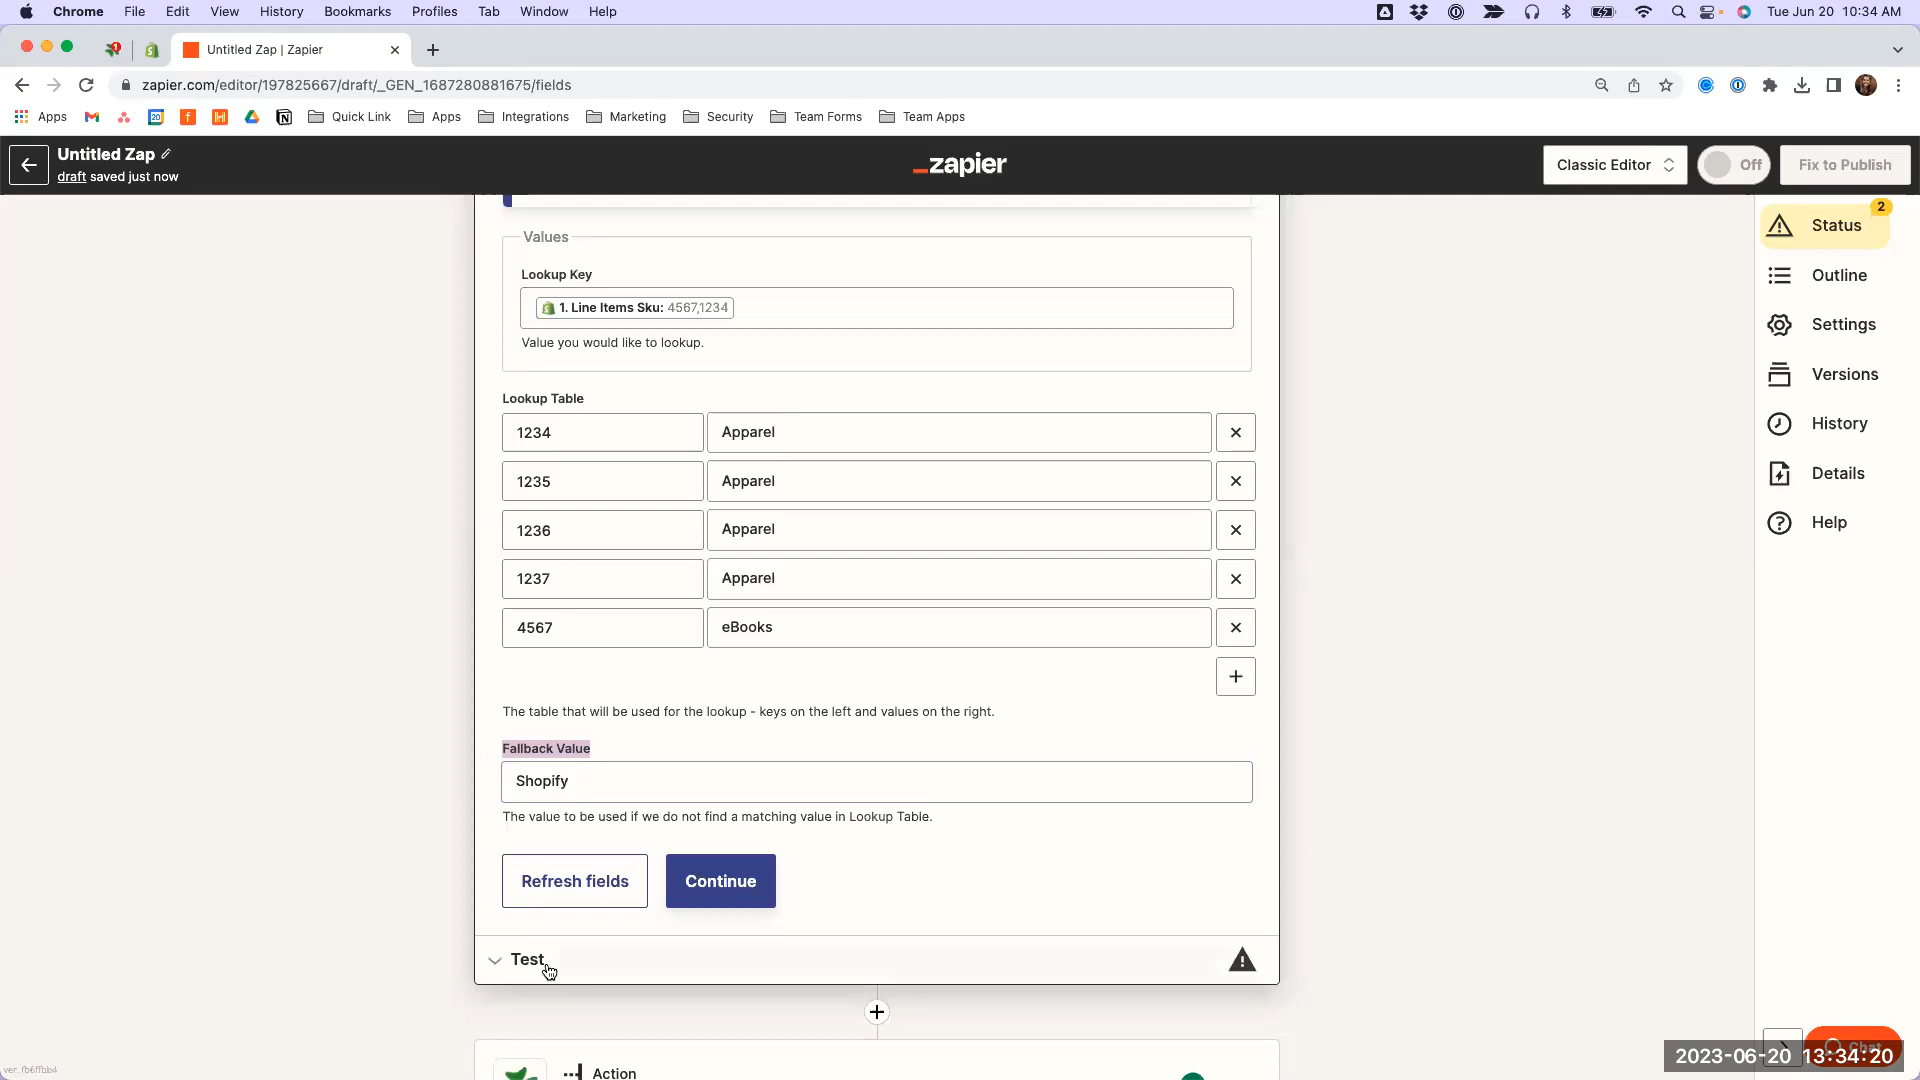 Chrome File Edit View History Bookmarks Profiles Tab Window Help
Tue Jun 20 10:34 AM
1
Untitled Zap | Zapier
zapier.com/editor/197825667/draft/_GEN_1687280881675/fields
Apps
20
Quick Link
Apps
Integrations
Marketing
Security
Team Forms
Team Apps
Untitled Zap
draft saved just now
_zapier
Classic Editor
Off
Fix to Publish
Values
Lookup Key
1. Line Items Sku: 4567,1234
Value you would like to lookup.
Lookup Table
1234 Apparel
1235 Apparel
1236 Apparel
1237 Apparel
4567 eBooks
The table that will be used for the lookup - keys on the left and values on the right.
Fallback Value
Shopify
The value to be used if we do not find a matching value in Lookup Table.
Refresh fields
Continue
Test
Action
2
Status
Outline
Settings
Versions
History
Details
Help
Chat
2023-06-20 13:34:20
ver. fb6ffbb4